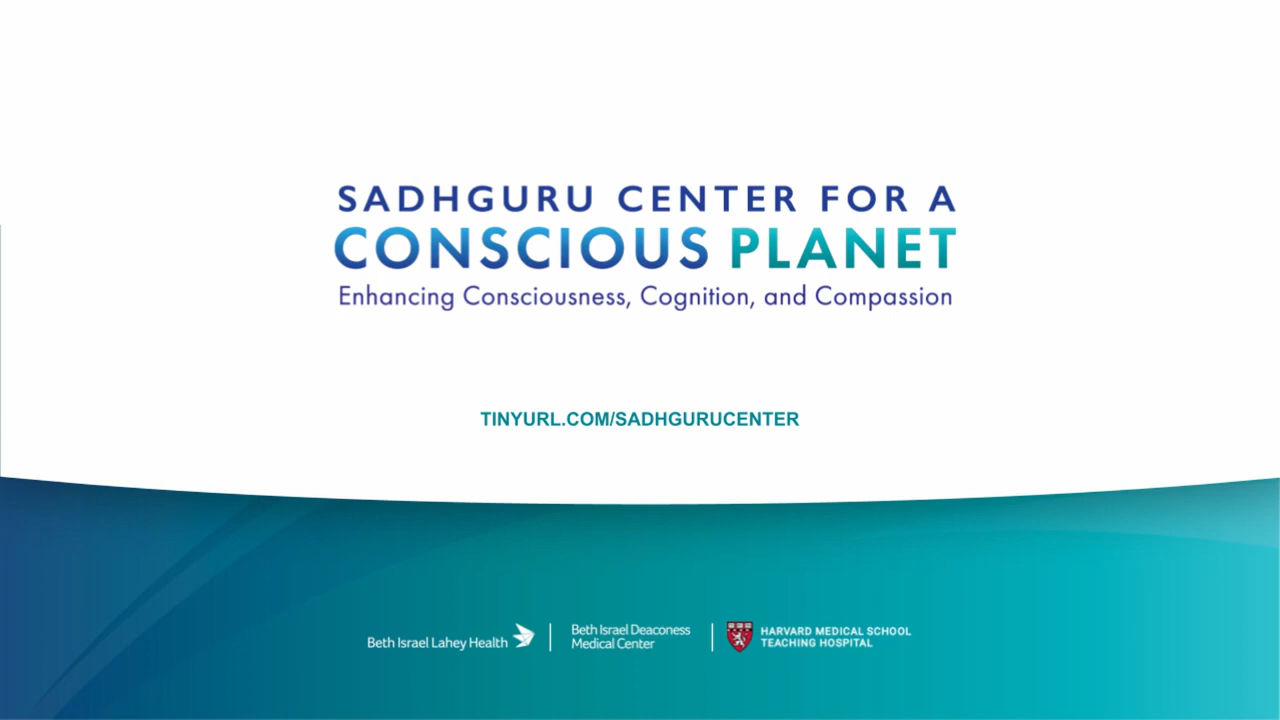 SADHGURU CENTER FOR A
CONSCIOUS PLANET
Enhancing Consciousness, Cognition, and Compassion
TINYURL.COM/SADHGURUCENTER
Beth Israel Lahey Health
Beth Israel Deaconess
Medical Center
HARVARD MEDICAL SCHOOL
TEACHING HOSPITAL